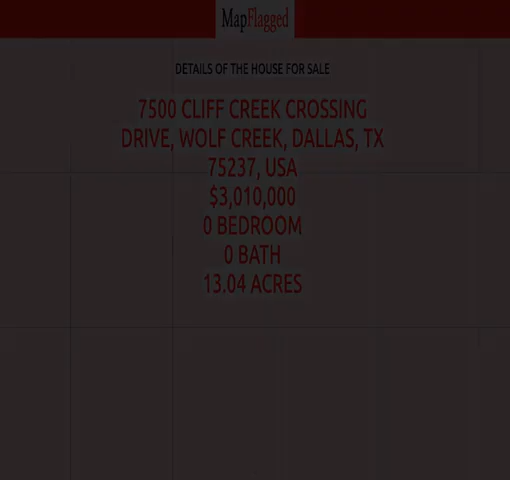 MapFlagged
DETAILS OF THE HOUSE FOR SALE
7500 CLIFF CREEK CROSSING
DRIVE, WOLF CREEK, DALLAS, TX
75237, USA
$3,010,000
0 BEDROOM
0 BATH
13.04 ACRES